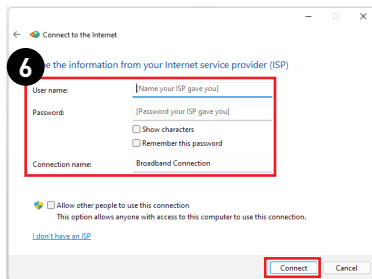 Connect to the Internet
6
e the information from your Internet service provider (ISP)
User name:
[Name your ISP gave you]
Password:
[Password your ISP gave you]
Show characters
Remember this password
Connection name:
Broadband Connection
Allow other people to use this connection
This option allows anyone with access to this computer to use this connection.
I don't have an ISP
Connect
Cancel